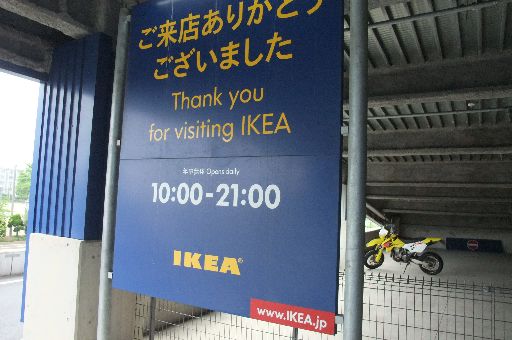 ご来店ありがとう
ございました
Thank you
for visiting IKEA
年中無休 Opens daily
10:00-21:00
IKEA®
www.IKEA.jp